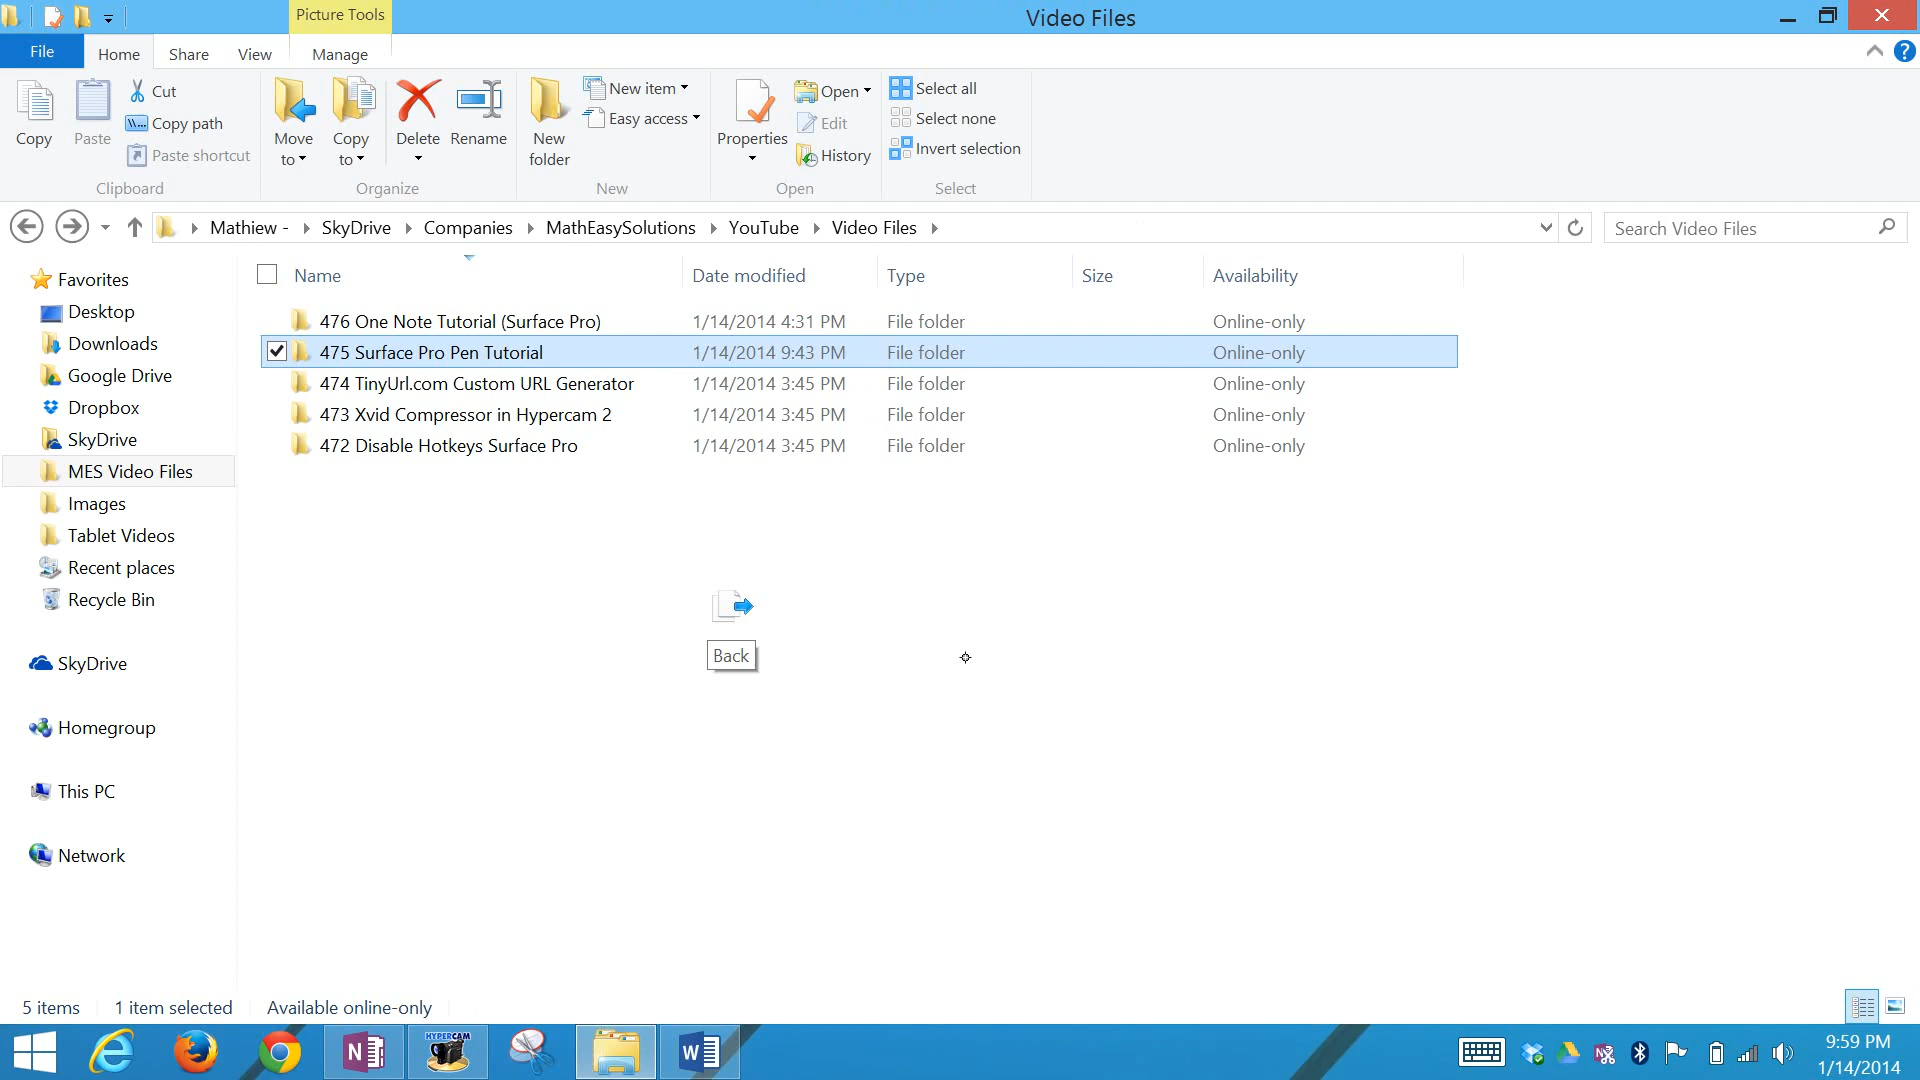 Picture Tools
Video Files
File
Home
Share
View
Manage
Copy
Paste
Cut
Copy path
Paste shortcut
Clipboard
Move to
Copy to
Delete
Rename
Organize
New folder
New item
Easy access
New
Properties
Open
Edit
History
Open
Select all
Select none
Invert selection
Select
Mathiew -
SkyDrive
Companies
MathEasySolutions
YouTube
Video Files
Search Video Files
Favorites
Desktop
Downloads
Google Drive
Dropbox
SkyDrive
MES Video Files
Images
Tablet Videos
Recent places
Recycle Bin
SkyDrive
Homegroup
This PC
Network
Name Date modified Type Size Availability
476 One Note Tutorial (Surface Pro) 1/14/2014 4:31 PM File folder Online-only
475 Surface Pro Pen Tutorial 1/14/2014 9:43 PM File folder Online-only
474 TinyUrl.com Custom URL Generator 1/14/2014 3:45 PM File folder Online-only
473 Xvid Compressor in Hypercam 2 1/14/2014 3:45 PM File folder Online-only
472 Disable Hotkeys Surface Pro 1/14/2014 3:45 PM File folder Online-only
Back
5 items 1 item selected Available online-only
HYPERCAM
9:59 PM
1/14/2014